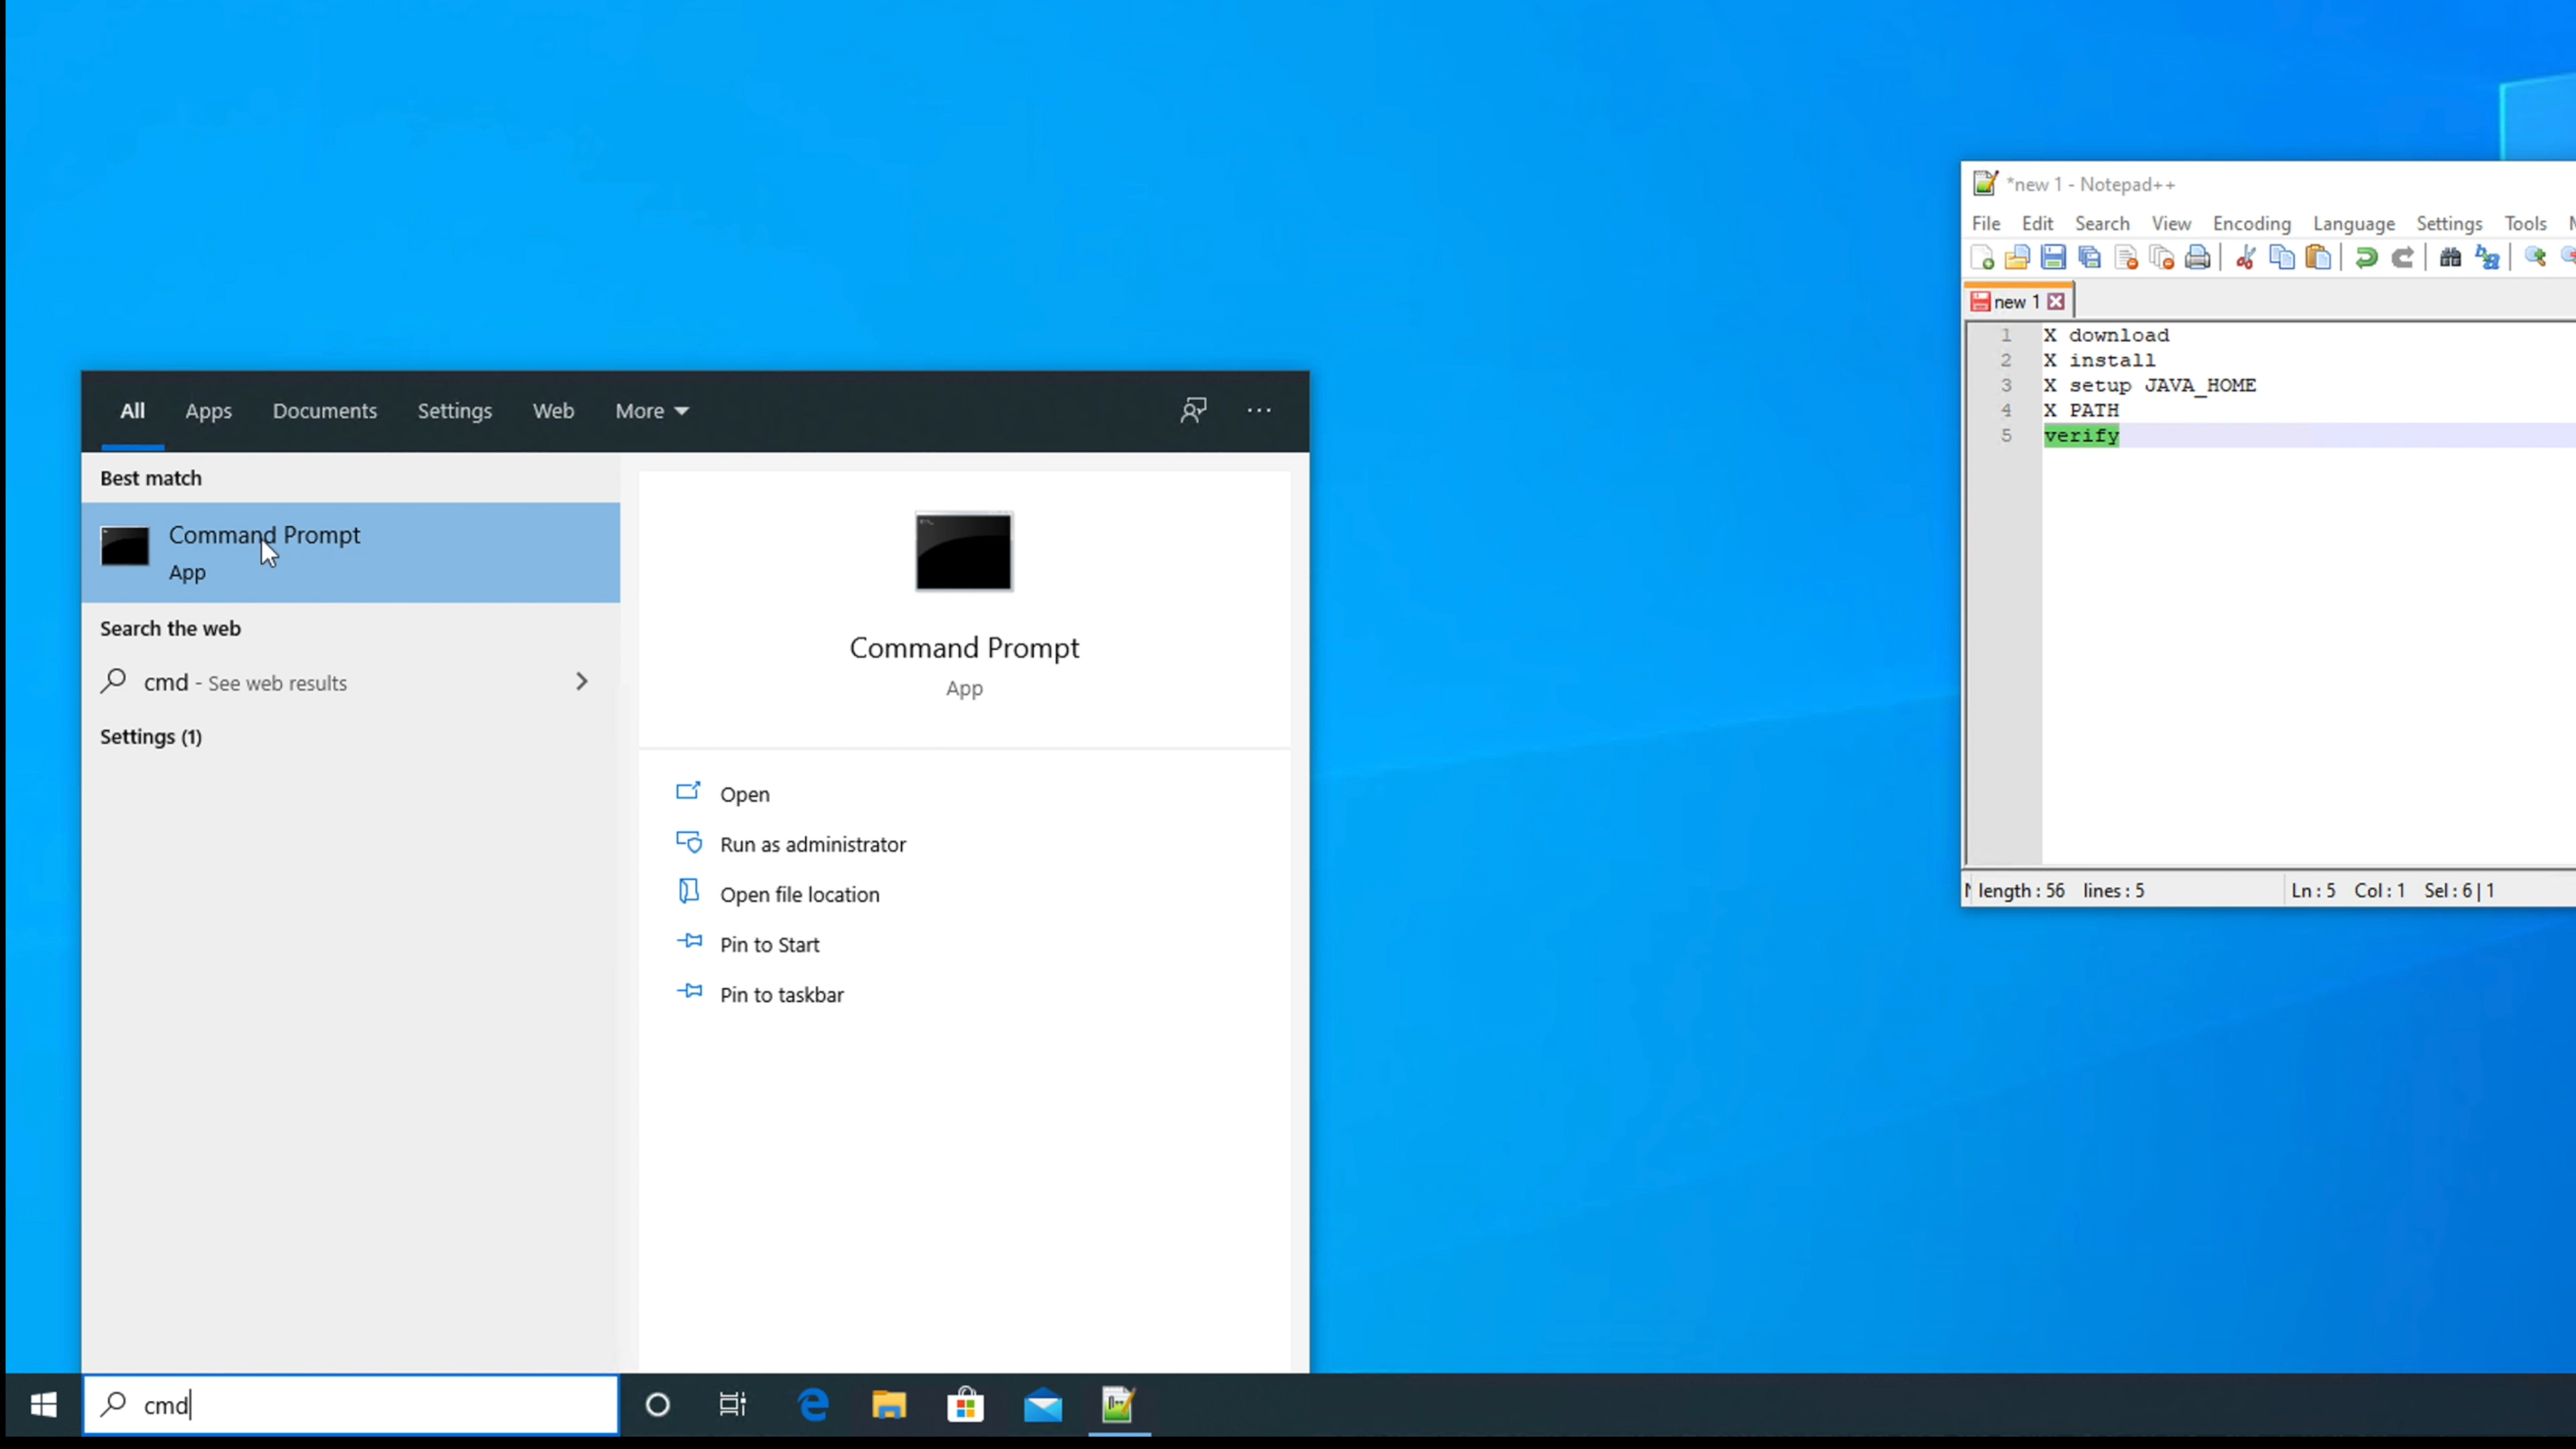 *new 1 - Notepad++
File Edit Search View Encoding Language Settings Tools
new 1
1 X download
2 X install
3 X setup JAVA_HOME
4 X PATH
5 verify
length : 56 lines : 5 Ln : 5 Col : 1 Sel : 6 | 1
All Apps Documents Settings Web More
Best match
Command Prompt
App
Search the web
cmd - See web results
Settings (1)
Command Prompt
App
Open
Run as administrator
Open file location
Pin to Start
Pin to taskbar
cmd